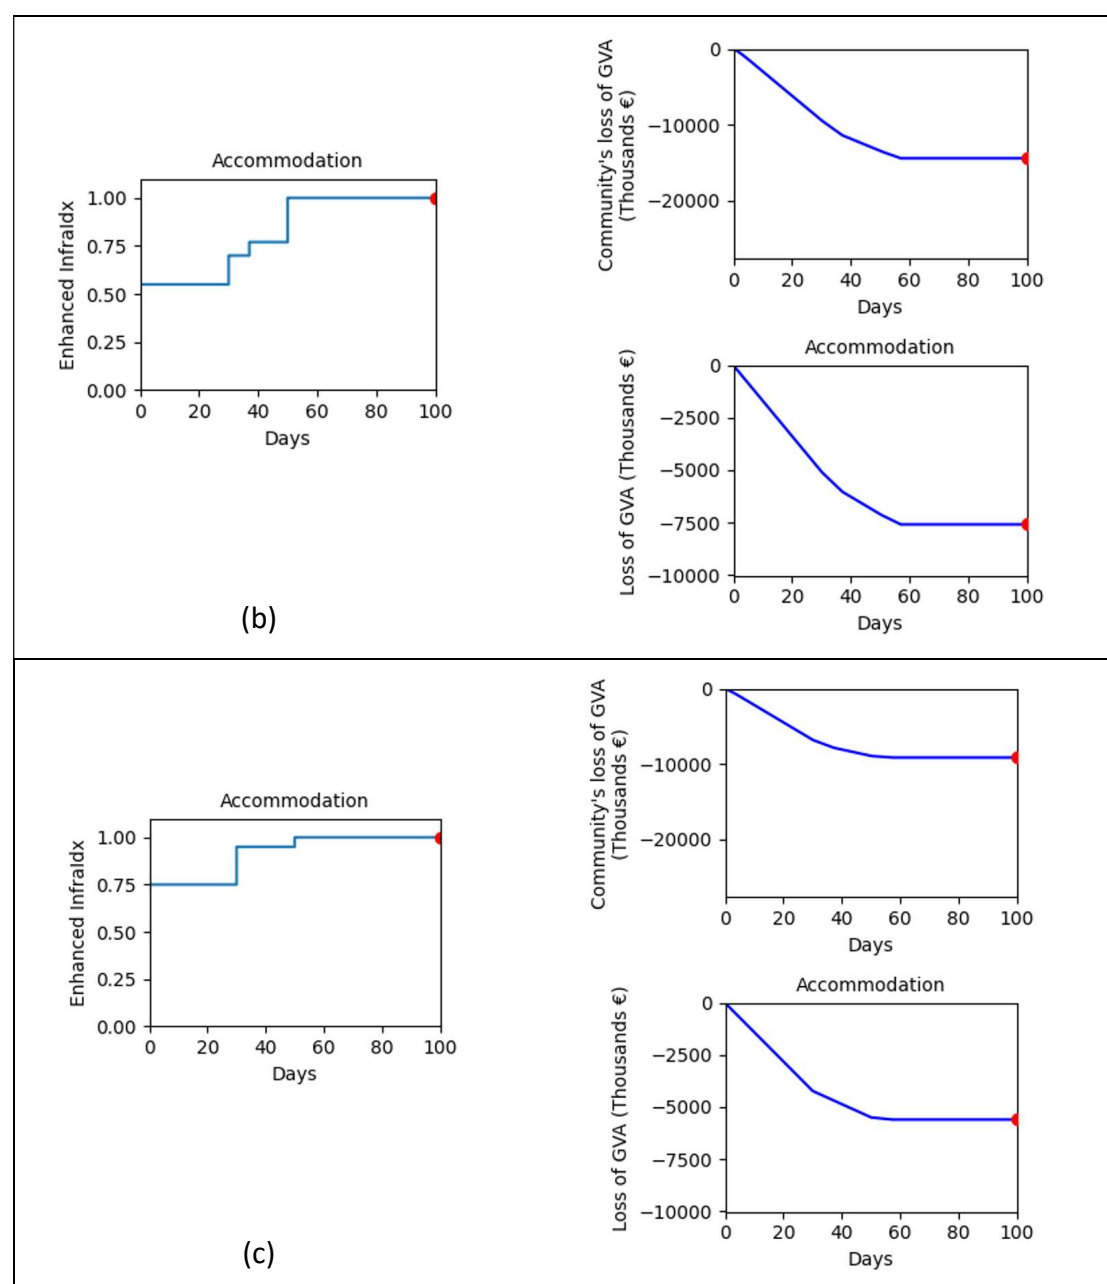 Accommodation
Enhanced InfraIdx
1.00
0.75
0.50
0.25
0.00
0 20 40 60 80 100
Days
Community's loss of GVA
(Thousands €)
0
−10000
−20000
0 20 40 60 80 100
Days
Accommodation
Loss of GVA (Thousands €)
0
−2500
−5000
−7500
−10000
0 20 40 60 80 100
Days
(b)
Accommodation
Enhanced InfraIdx
1.00
0.75
0.50
0.25
0.00
0 20 40 60 80 100
Days
Community's loss of GVA
(Thousands €)
0
−10000
−20000
0 20 40 60 80 100
Days
Accommodation
Loss of GVA (Thousands €)
0
−2500
−5000
−7500
−10000
0 20 40 60 80 100
Days
(c)